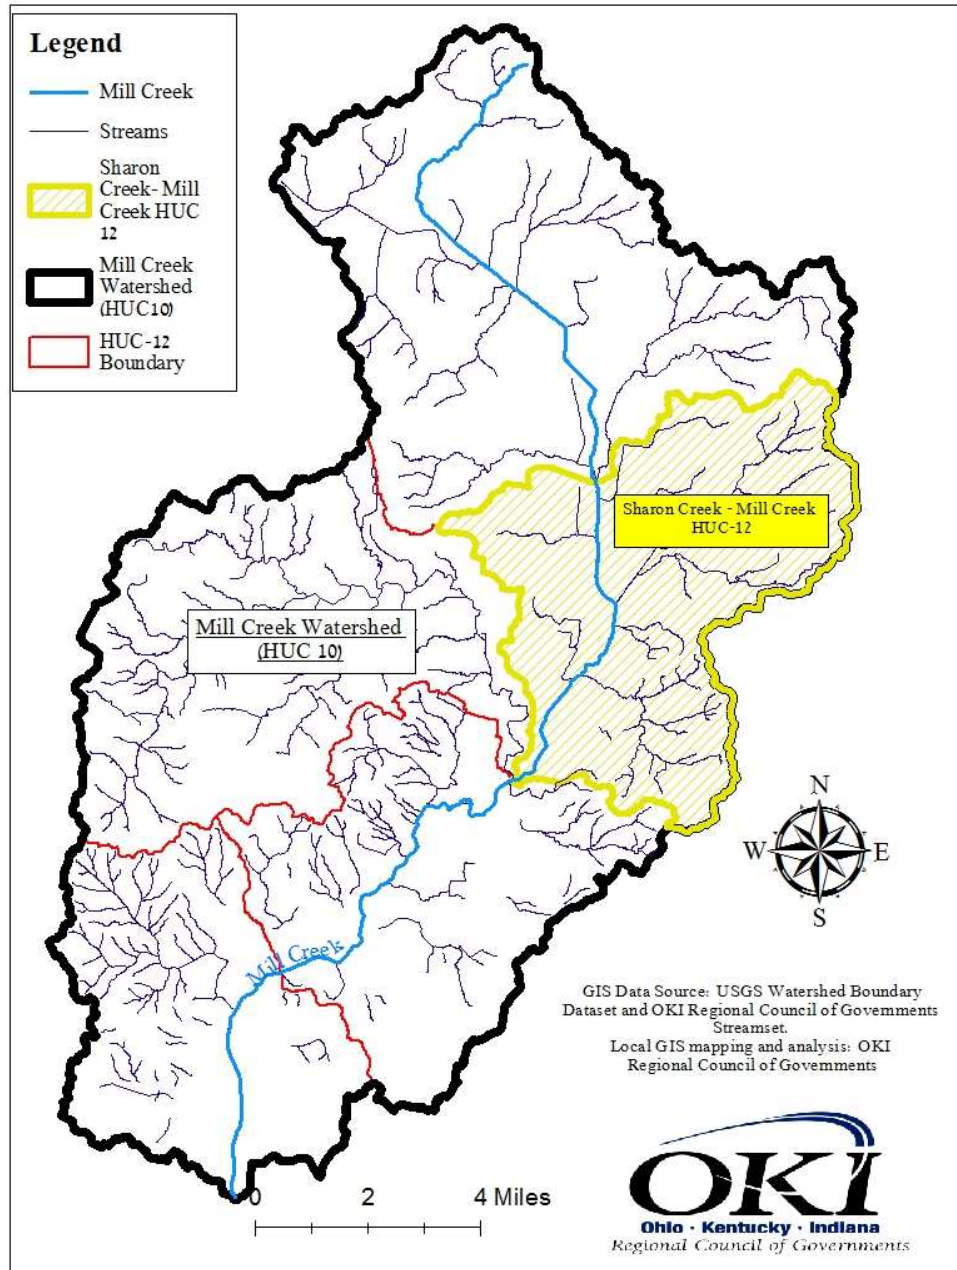 Legend
Mill Creek
Streams
Sharon
Creek- Mill
Creek HUC
12
Mill Creek
Watershed
(HUC10)
HUC-12
Boundary
Sharon Creek - Mill Creek
HUC-12
Mill Creek Watershed
(HUC 10)
N
W
E
S
Mill Creek
GIS Data Source: USGS Watershed Boundary
Dataset and OKI Regional Council of Governments
Streamset.
Local GIS mapping and analysis: OKI
Regional Council of Governments
0 2 4 Miles
OKI
Ohio · Kentucky · Indiana
Regional Council of Governments